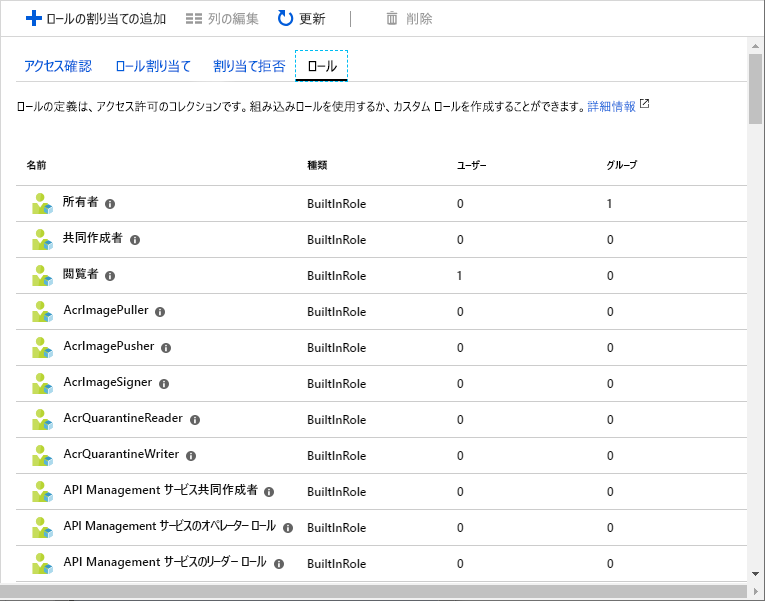 ロールの割り当ての追加 列の編集 更新 削除
アクセス確認 ロール割り当て 割り当て拒否 ロール
ロールの定義は、アクセス許可のコレクションです。組み込みロールを使用するか、カスタム ロールを作成することができます。詳細情報
名前 種類 ユーザー グループ
所有者 BuiltInRole 0 1
共同作成者 BuiltInRole 0 0
閲覧者 BuiltInRole 1 0
AcrImagePuller BuiltInRole 0 0
AcrImagePusher BuiltInRole 0 0
AcrImageSigner BuiltInRole 0 0
AcrQuarantineReader BuiltInRole 0 0
AcrQuarantineWriter BuiltInRole 0 0
API Management サービス共同作成者 BuiltInRole 0 0
API Management サービスのオペレーター ロール BuiltInRole 0 0
API Management サービスのリーダー ロール BuiltInRole 0 0